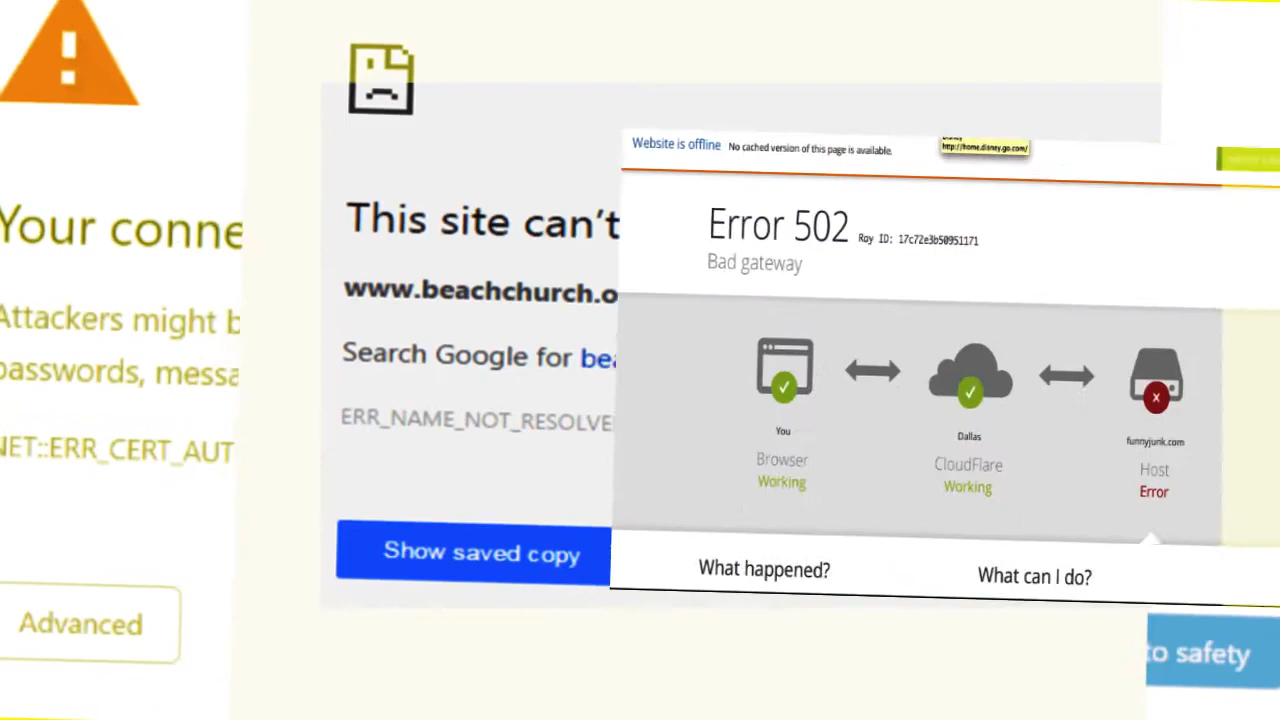 Your conne
Attackers might b
passwords, messa
NET::ERR_CERT_AUT
Advanced
This site can't
www.beachchurch.o
Search Google for bea
ERR_NAME_NOT_RESOLVE
Show saved copy
Website is offline No cached version of this page is available.
http://home.disney.go.com/
Error 502 Ray ID: 17c72e3b50951171
Bad gateway
You
Browser
Working
Dallas
CloudFlare
Working
funnyjunk.com
Host
Error
What happened?
What can I do?
to safety